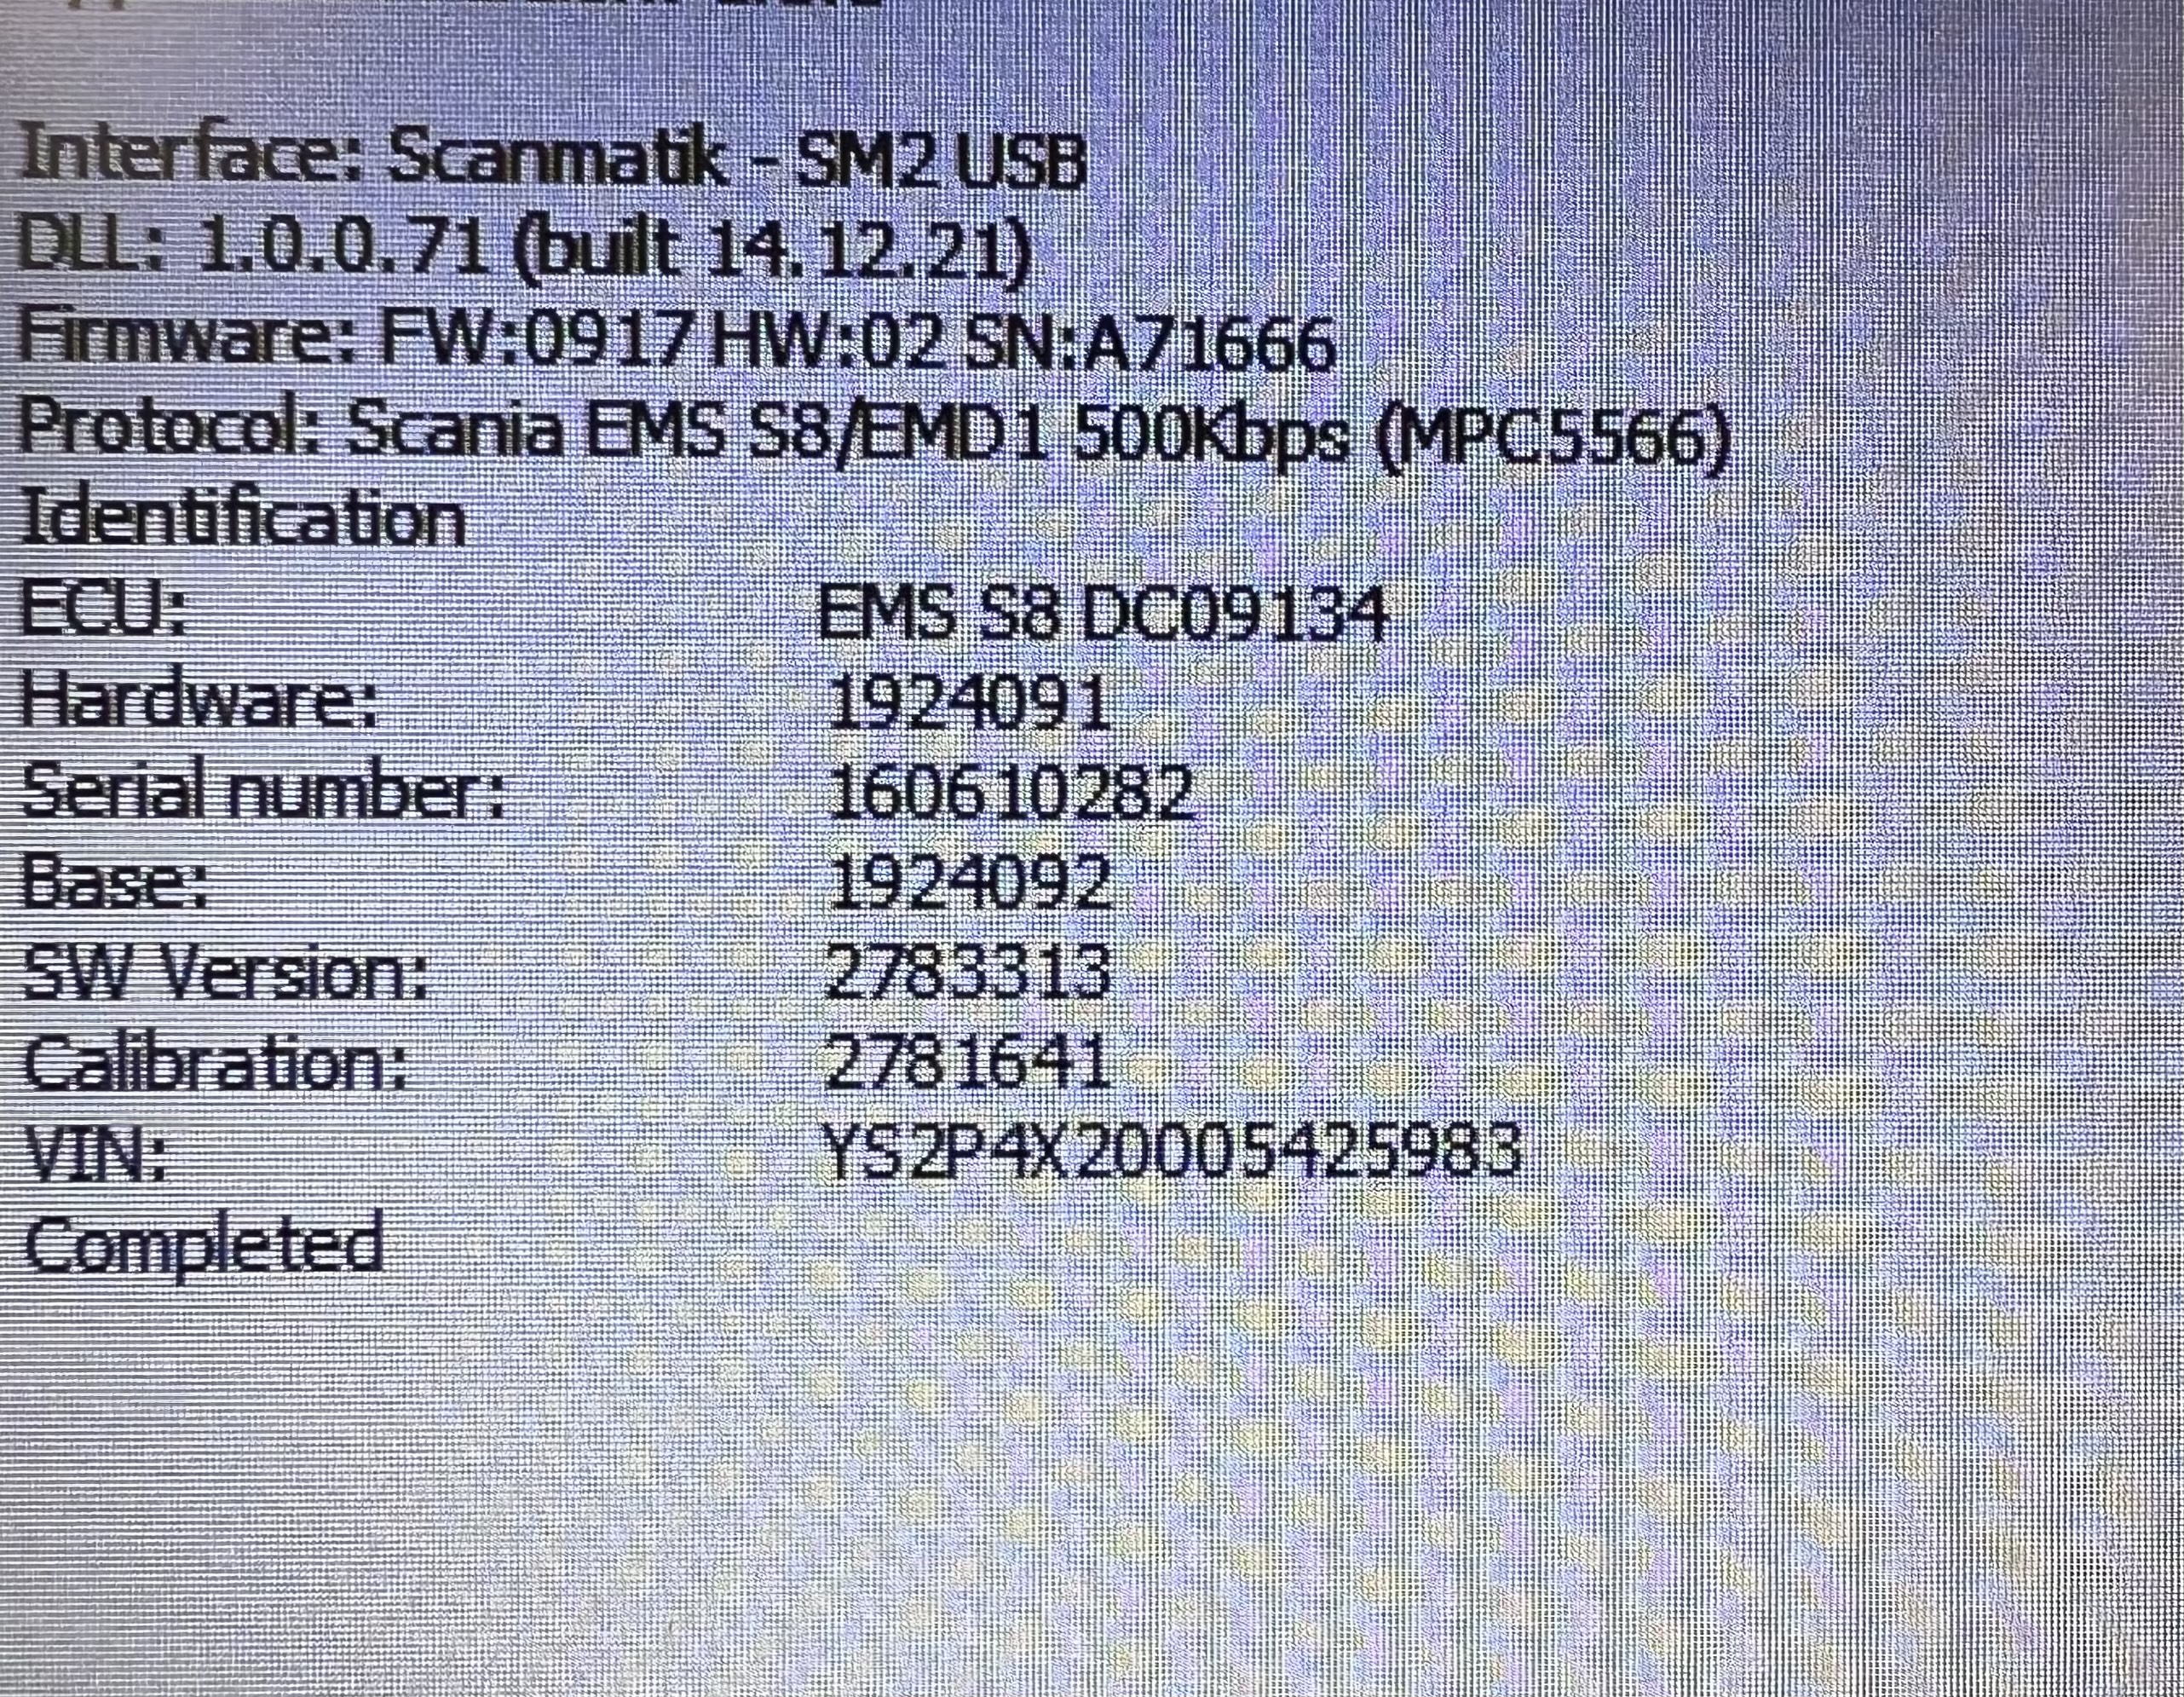 Interface: Scanmatik - SM2 USB
DLL: 1.0.0.71 (built 14.12.21)
Firmware: FW:0917 HW:02 SN:A71666
Protocol: Scania EMS S8/EMD1 500Kbps (MPC5566)
Identification
ECU: EMS S8 DC09134
Hardware: 1924091
Serial number: 160610282
Base: 1924092
SW Version: 2783313
Calibration: 2781641
VIN: YS2P4X20005425983
Completed